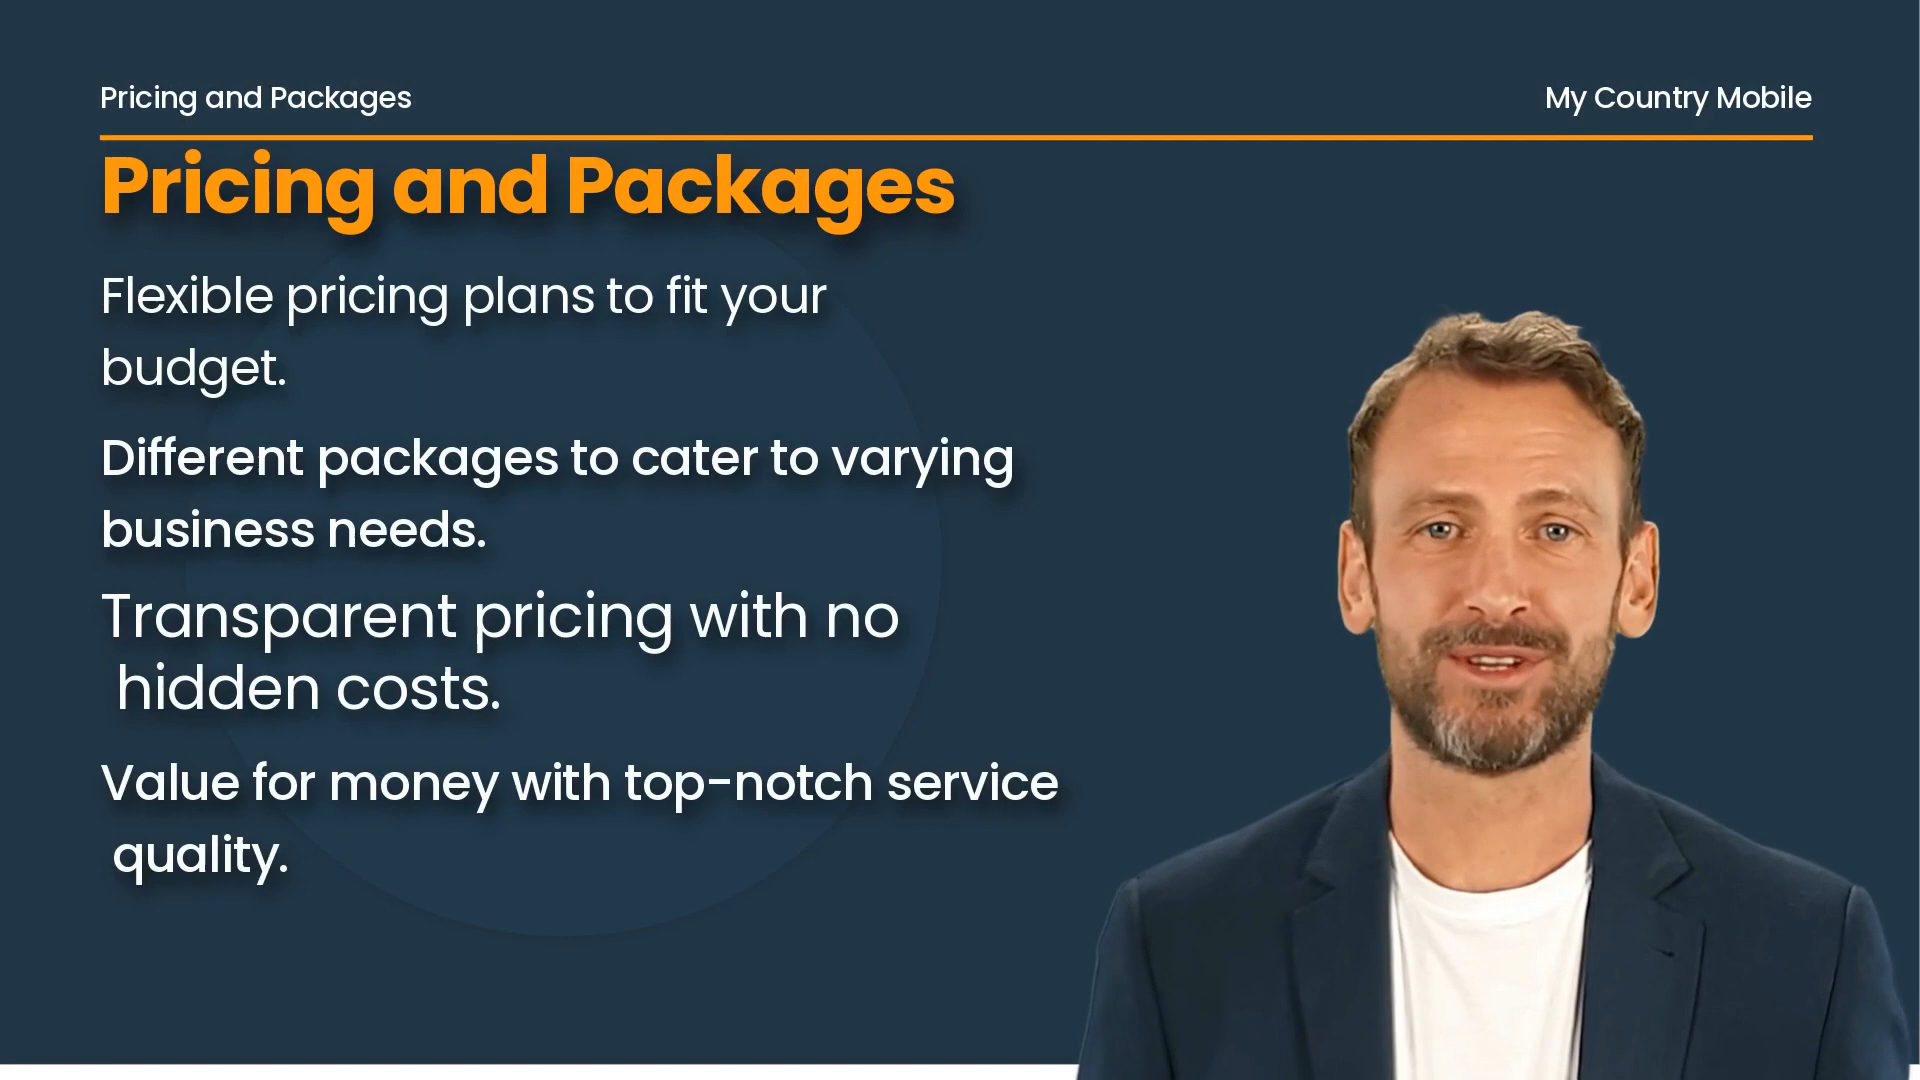 Pricing and Packages
My Country Mobile
Pricing and Packages
Flexible pricing plans to fit your
budget.
Different packages to cater to varying
business needs.
Transparent pricing with no
hidden costs.
Value for money with top-notch service
quality.